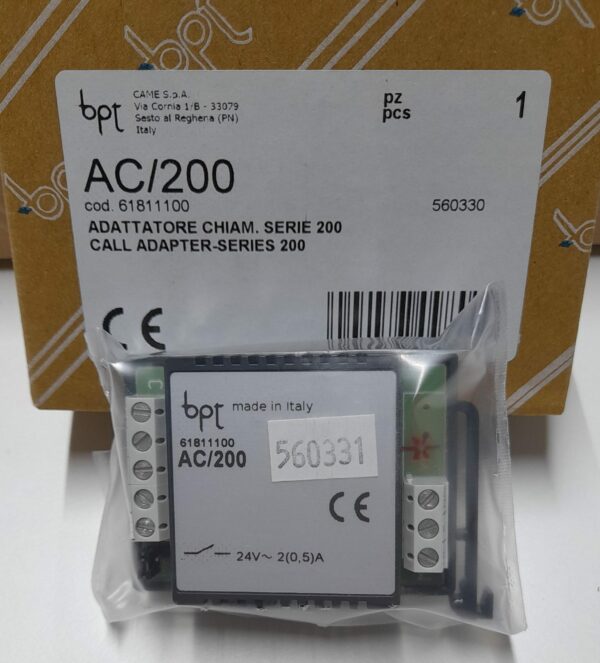 bpt
CAME S.p.A.
Via Cornia 1/B - 33079
Sesto al Reghena (PN)
Italy
pz
pcs
1
AC/200
cod. 61811100
560330
ADATTATORE CHIAM. SERIE 200
CALL ADAPTER-SERIES 200
CE
bpt made in Italy
61811100
AC/200
560331
CE
24V~ 2(0,5)A
C
bpt
bpt
bpt